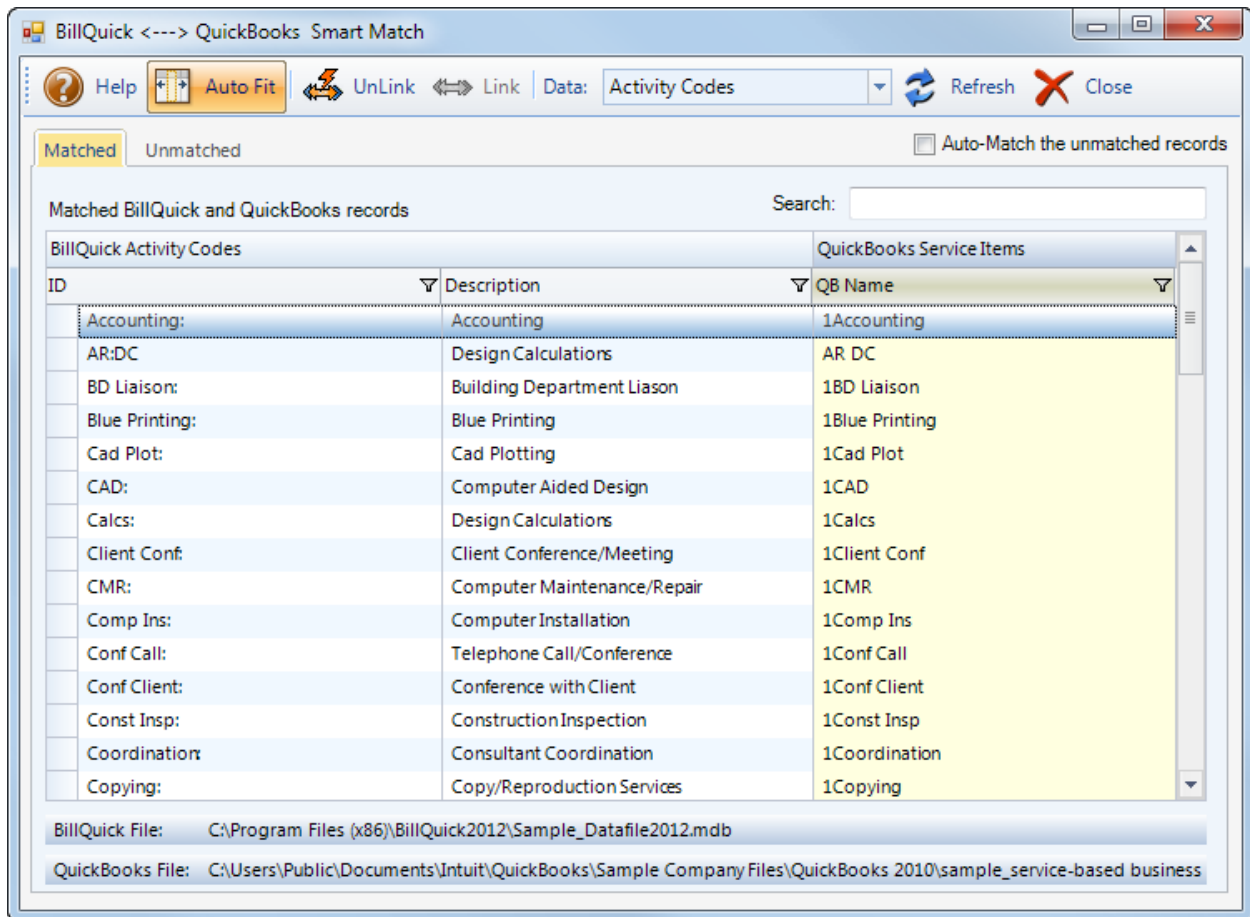 BillQuick <---> QuickBooks Smart Match
Help Auto Fit UnLink Link Data: Activity Codes Refresh Close
Matched Unmatched Auto-Match the unmatched records
Matched BillQuick and QuickBooks records Search:
BillQuick Activity Codes QuickBooks Service Items
ID Description QB Name
Accounting: Accounting 1Accounting
AR:DC Design Calculations AR DC
BD Liaison: Building Department Liason 1BD Liaison
Blue Printing: Blue Printing 1Blue Printing
Cad Plot: Cad Plotting 1Cad Plot
CAD: Computer Aided Design 1CAD
Calcs: Design Calculations 1Calcs
Client Conf: Client Conference/Meeting 1Client Conf
CMR: Computer Maintenance/Repair 1CMR
Comp Ins: Computer Installation 1Comp Ins
Conf Call: Telephone Call/Conference 1Conf Call
Conf Client: Conference with Client 1Conf Client
Const Insp: Construction Inspection 1Const Insp
Coordination: Consultant Coordination 1Coordination
Copying: Copy/Reproduction Services 1Copying
BillQuick File: C:\Program Files (x86)\BillQuick2012\Sample_Datafile2012.mdb
QuickBooks File: C:\Users\Public\Documents\Intuit\QuickBooks\Sample Company Files\QuickBooks 2010\sample_service-based business